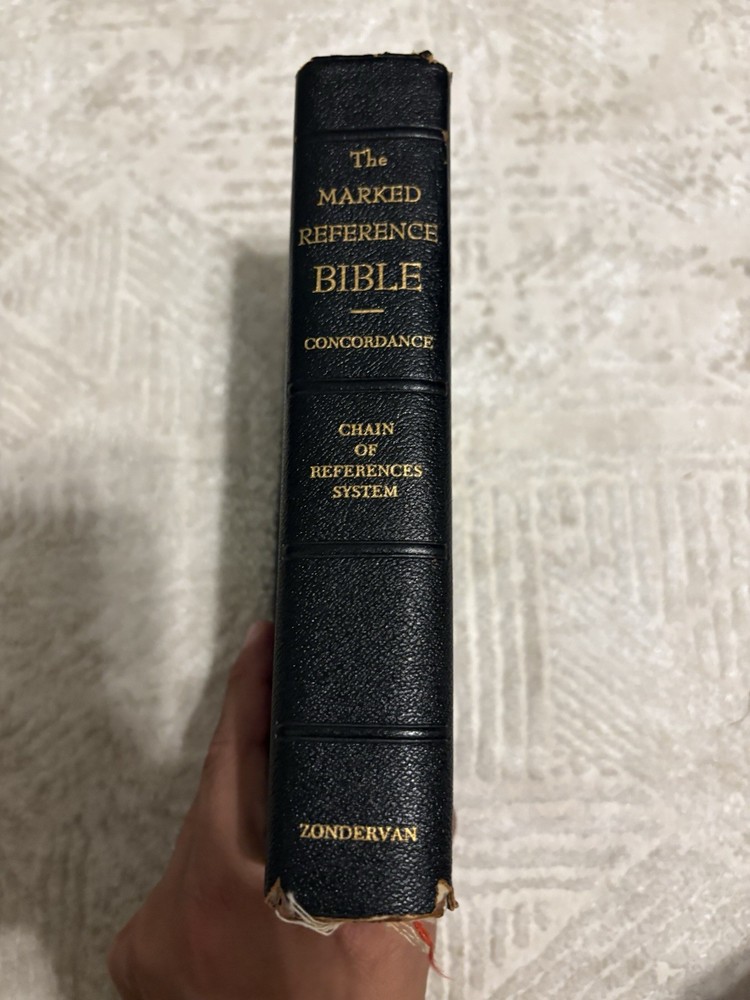 The
MARKED
REFERENCE
BIBLE
CONCORDANCE
CHAIN
OF
REFERENCES
SYSTEM
ZONDERVAN